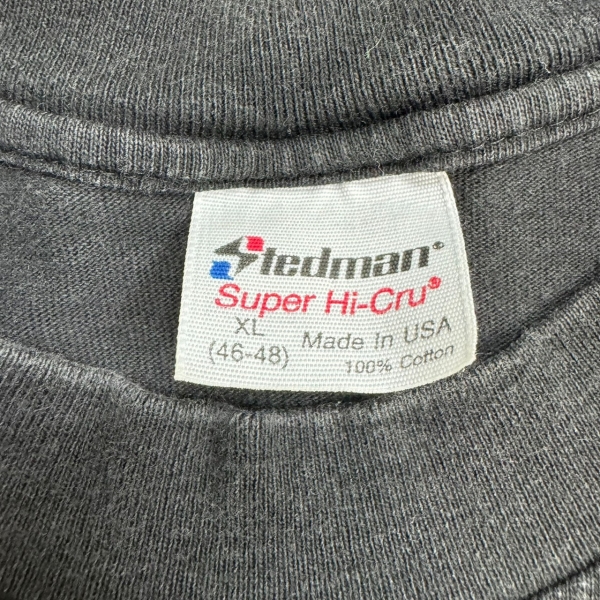 Stedman®
Super Hi-Cru®
XL
(46-48)
Made In USA
100% Cotton